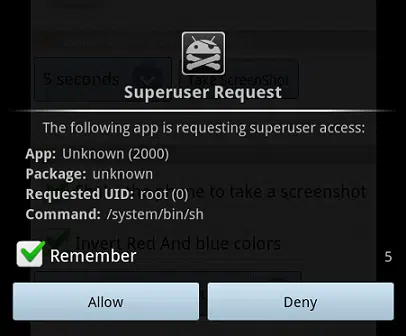 5 seconds
Take ScreenShot
Superuser Request
The following app is requesting superuser access:
App: Unknown (2000)
Package: unknown
Requested UID: root (0)
to take a screenshot
Command: /system/bin/sh
Invert Red And blue colors
Remember
5
Allow
Deny